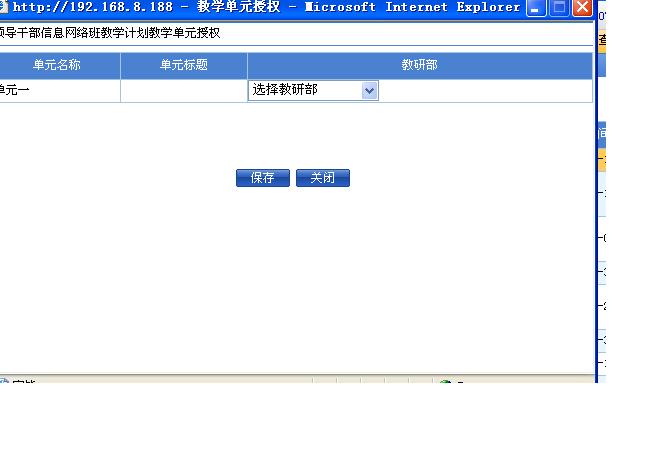 http://192.168.8.188 - 教学单元授权 - Microsoft Internet Explorer
领导干部信息网络班教学计划教学单元授权
单元名称 单元标题 教研部
单元一 选择教研部
保存 关闭